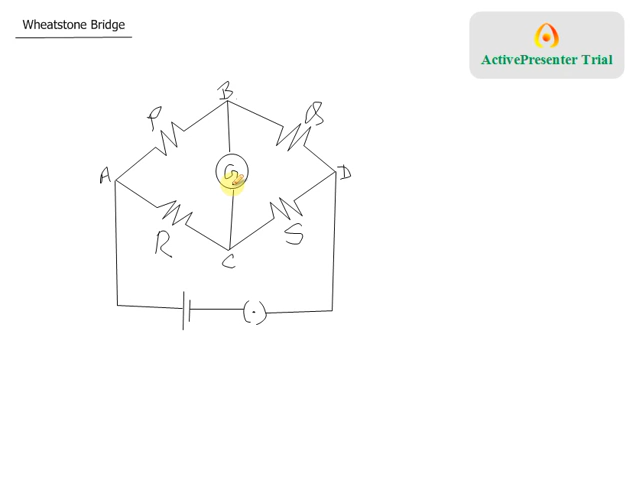 Wheatstone Bridge
ActivePresenter Trial
B
P
Q
A
G
D
R
S
C